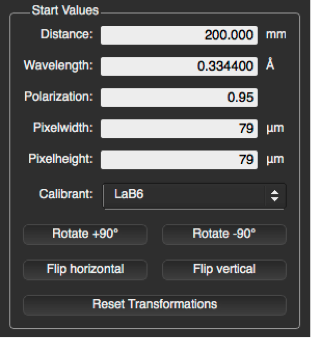 Start Values
Distance: 200.000 mm
Wavelength: 0.334400 Å
Polarization: 0.95
Pixelwidth: 79 µm
Pixelheight: 79 µm
Calibrant: LaB6
Rotate +90° Rotate -90°
Flip horizontal Flip vertical
Reset Transformations